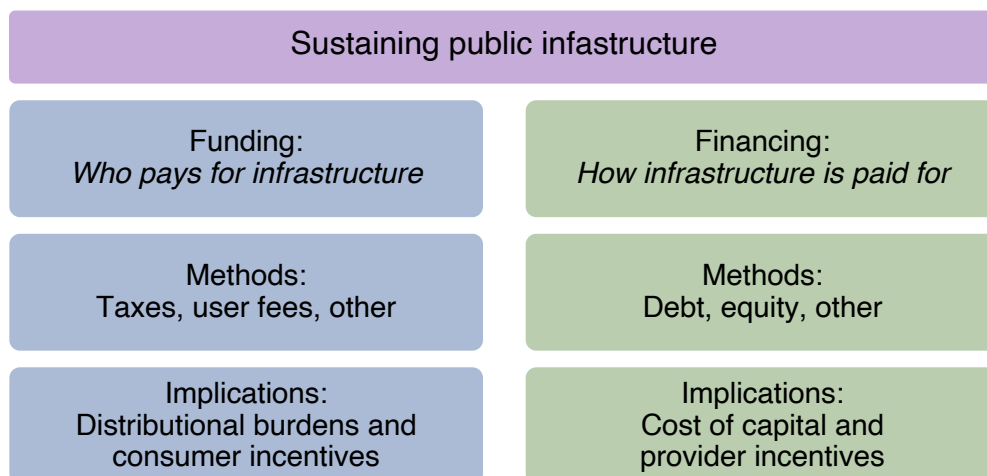 Sustaining public infastructure
Funding:
Who pays for infrastructure
Financing:
How infrastructure is paid for
Methods:
Taxes, user fees, other
Methods:
Debt, equity, other
Implications:
Distributional burdens and
consumer incentives
Implications:
Cost of capital and
provider incentives